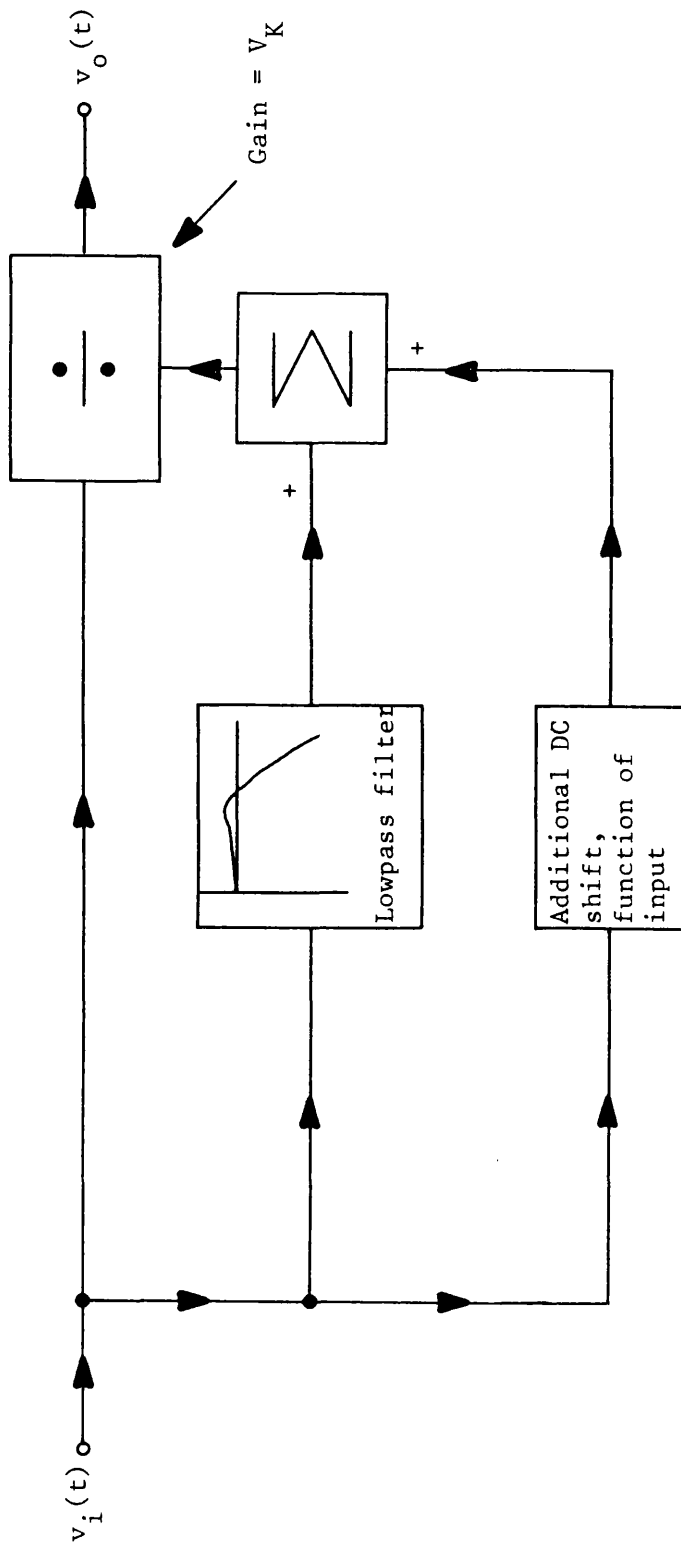 v_i(t)
v_o(t)
Gain = V_K
÷
Σ
+
+
Lowpass filter
Additional DC
shift,
function of
input